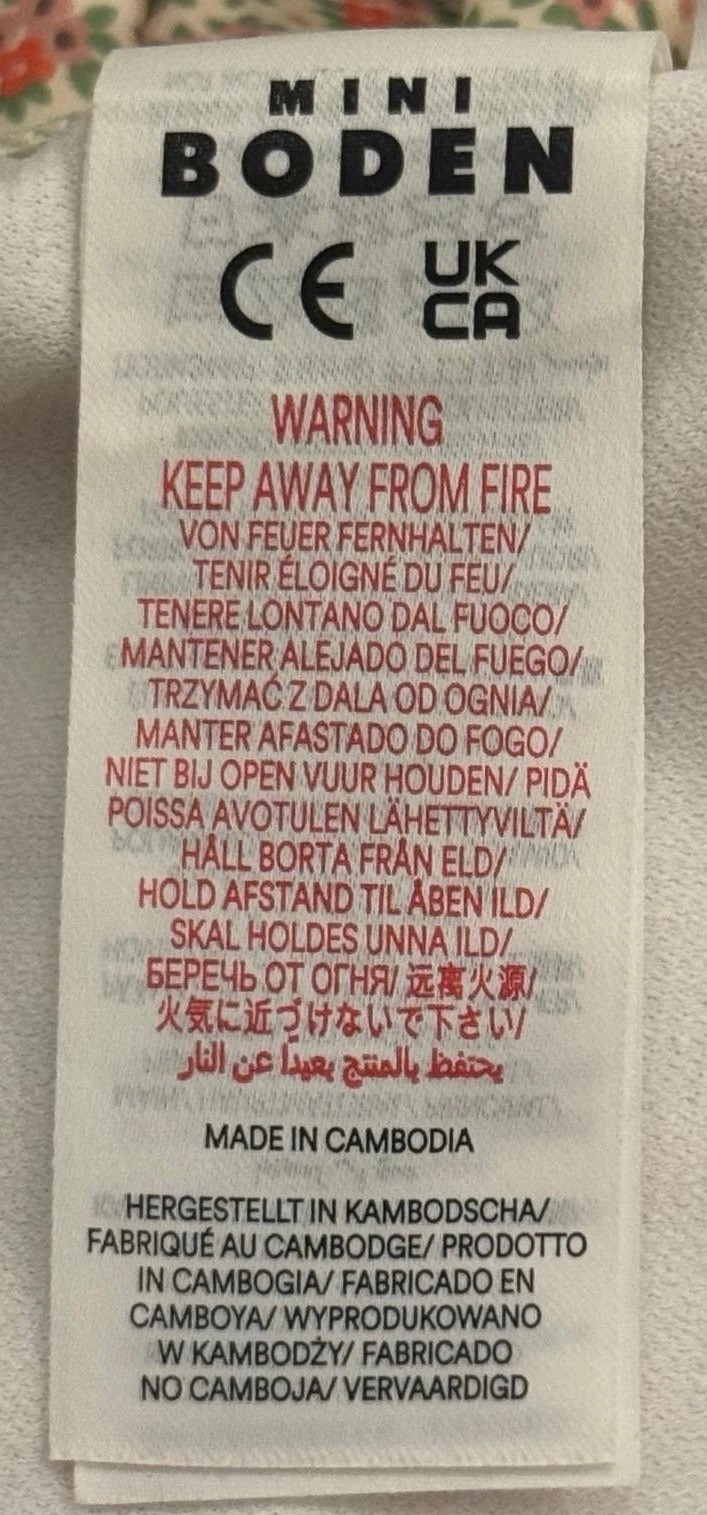 MINI
BODEN
CE UK
CA
WARNING
KEEP AWAY FROM FIRE
VON FEUER FERNHALTEN/
TENIR ÉLOIGNÉ DU FEU/
TENERE LONTANO DAL FUOCO/
MANTENER ALEJADO DEL FUEGO/
TRZYMAĆ Z DALA OD OGNIA/
MANTER AFASTADO DO FOGO/
NIET BIJ OPEN VUUR HOUDEN/ PIDÄ
POISSA AVOTULEN LÄHETTYVILTÄ/
HÅLL BORTA FRÅN ELD/
HOLD AFSTAND TIL ÅBEN ILD/
SKAL HOLDES UNNA ILD/
БЕРЕЧЬ ОТ ОГНЯ/ 远离火源/
火気に近づけないで下さい/
يحتفظ بالمنتج بعيداً عن النار
MADE IN CAMBODIA
HERGESTELLT IN KAMBODSCHA/
FABRIQUÉ AU CAMBODGE/ PRODOTTO
IN CAMBOGIA/ FABRICADO EN
CAMBOYA/ WYPRODUKOWANO
W KAMBODŻY/ FABRICADO
NO CAMBOJA/ VERVAARDIGD